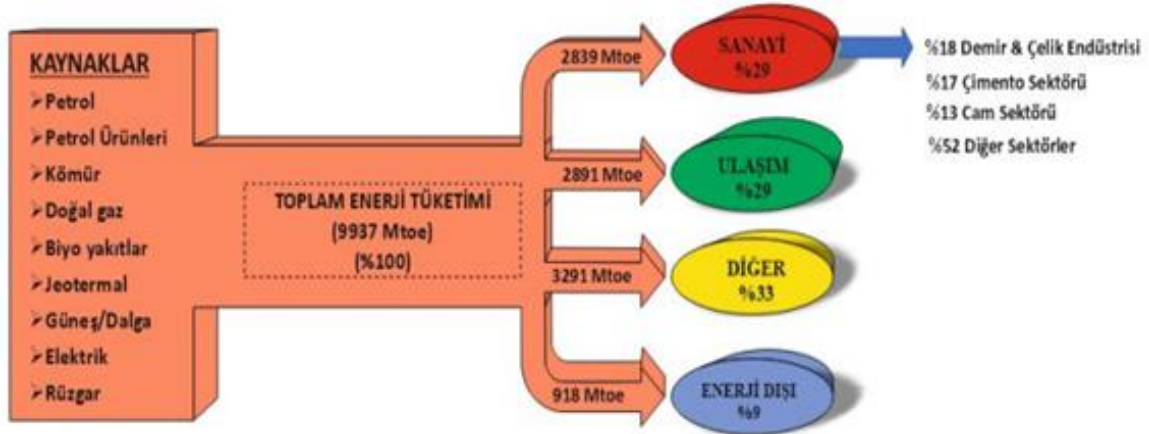 KAYNAKLAR
➢Petrol
➢Petrol Ürünleri
➢Kömür
➢Doğal gaz
➢Biyo yakıtlar
➢Jeotermal
➢Güneş/Dalga
➢Elektrik
➢Rüzgar
TOPLAM ENERJİ TÜKETİMİ
(9937 Mtoe)
(%100)
2839 Mtoe
2891 Mtoe
3291 Mtoe
918 Mtoe
SANAYİ
%29
ULAŞIM
%29
DİĞER
%33
ENERJİ DIŞI
%9
%18 Demir & Çelik Endüstrisi
%17 Çimento Sektörü
%13 Cam Sektörü
%52 Diğer Sektörler